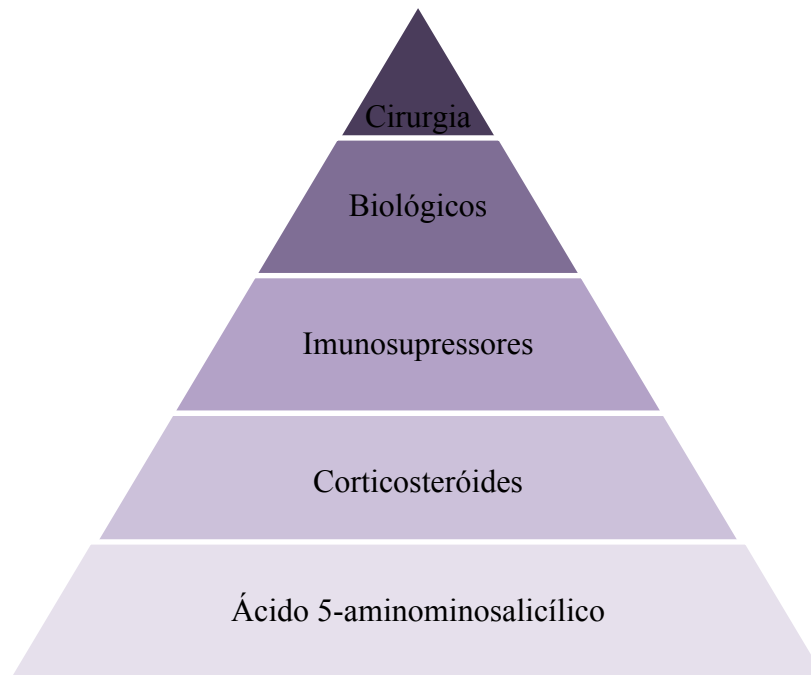 Cirurgia
Biológicos
Imunosupressores
Corticosteróides
Ácido 5-aminominosalicílico